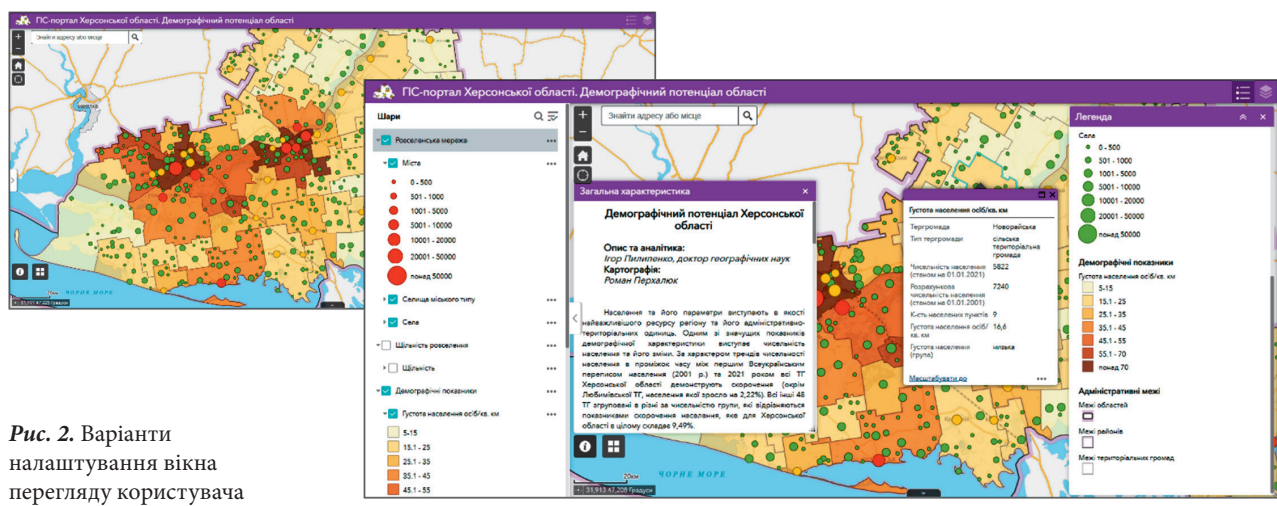 ГІС-портал Херсонської області. Демографічний потенціал області
Знайти адресу або місце
ЧОРНЕ МОРЕ
ГІС-портал Херсонської області. Демографічний потенціал області
Шари
Розселенська мережа
Міста
0 - 500
501 - 1000
1001 - 5000
5001 - 10000
10001 - 20000
20001 - 50000
понад 50000
Селища міського типу
Села
Щільність розселення
Щільність
Демографічні показники
Густота населення осіб/кв. км
5-15
15.1 - 25
25.1 - 35
35.1 - 45
45.1 - 55
Знайти адресу або місце
Загальна характеристика
Демографічний потенціал Херсонської
області
Опис та аналітика:
Ігор Пилипенко, доктор географічних наук
Картографія:
Роман Перхалюк
Населення та його параметри виступають в якості
найважливішого ресурсу регіону та його адміністративно-
територіальних одиниць. Одним зі значущих показників
демографічної характеристики виступає чисельність
населення та його зміни. За характером трендів чисельності
населення в проміжок часу між першим Всеукраїнським
переписом населення (2001 р.) та 2021 роком всі ТГ
Херсонської області демонструють скорочення (окрім
Любимівської ТГ, населення якої зросло на 2,22%). Всі інші 48
ТГ згруповані в різні за чисельністю групи, які відрізняються
показниками скорочення населення, яке для Херсонської
області в цілому складає 9,49%.
Густота населення осіб/кв. км
Тергромада Новорайська
Тип тергромади сільська
територіальна
громада
Чисельність населення 5822
(станом на 01.01.2021)
Розрахункова 7240
чисельність населення
(станом на 01.01.2001)
К-сть населених пунктів 9
Густота населення осіб/ 16,6
кв. км
Густота населення низька
(група)
Масштабувати до
20км
ЧОРНЕ МОРЕ
31,913 47,208 Градуси
Легенда
Села
0 - 500
501 - 1000
1001 - 5000
5001 - 10000
10001 - 20000
20001 - 50000
понад 50000
Демографічні показники
Густота населення осіб/кв. км
5-15
15.1 - 25
25.1 - 35
35.1 - 45
45.1 - 55
55.1 - 70
понад 70
Адміністративні межі
Межі областей
Межі районів
Межі територіальних громад
Рис. 2. Варіанти
налаштування вікна
перегляду користувача